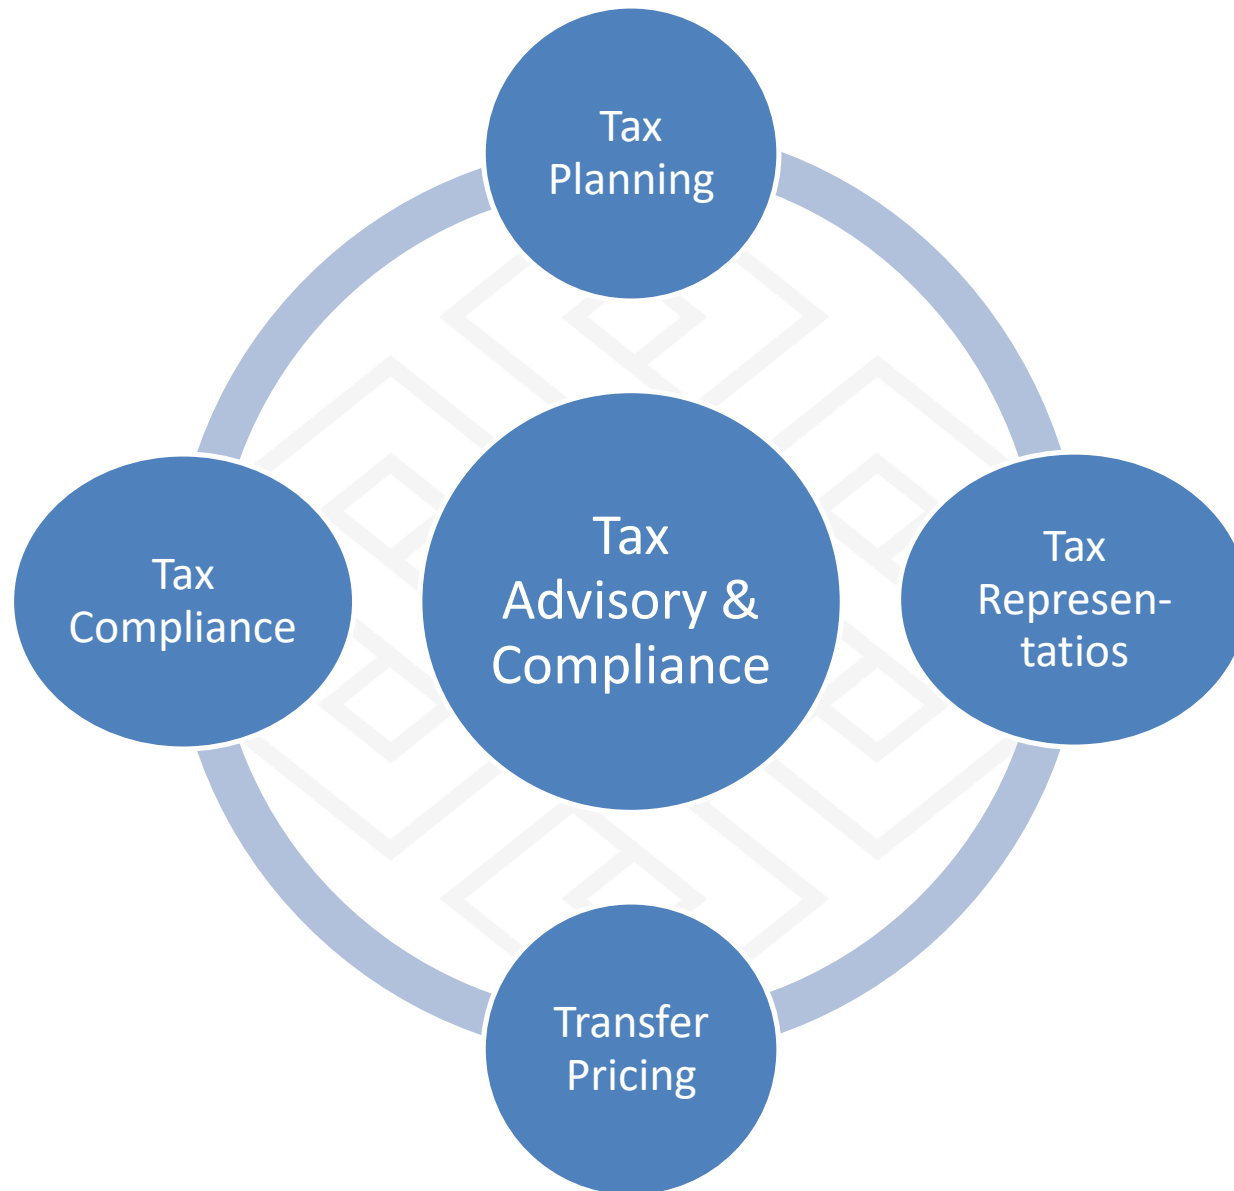 Tax
Planning
Tax
Compliance
Tax
Advisory &
Compliance
Tax
Represen-
tatios
Transfer
Pricing